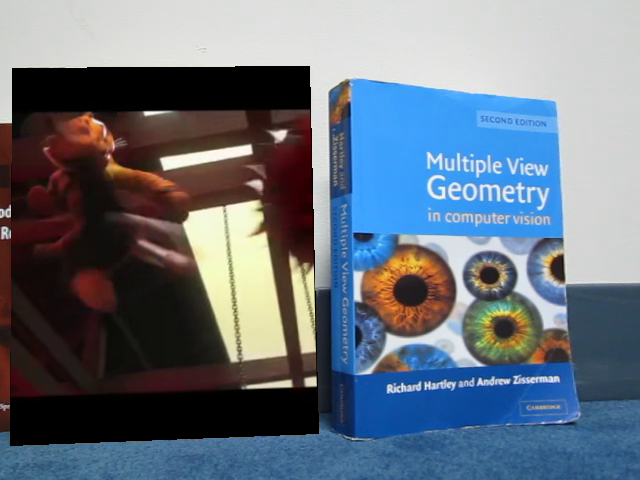 SECOND EDITION
Multiple View
Geometry
in computer vision
Richard Hartley and Andrew Zisserman
CAMBRIDGE
Hartley and
Zisserman
Multiple View Geometry